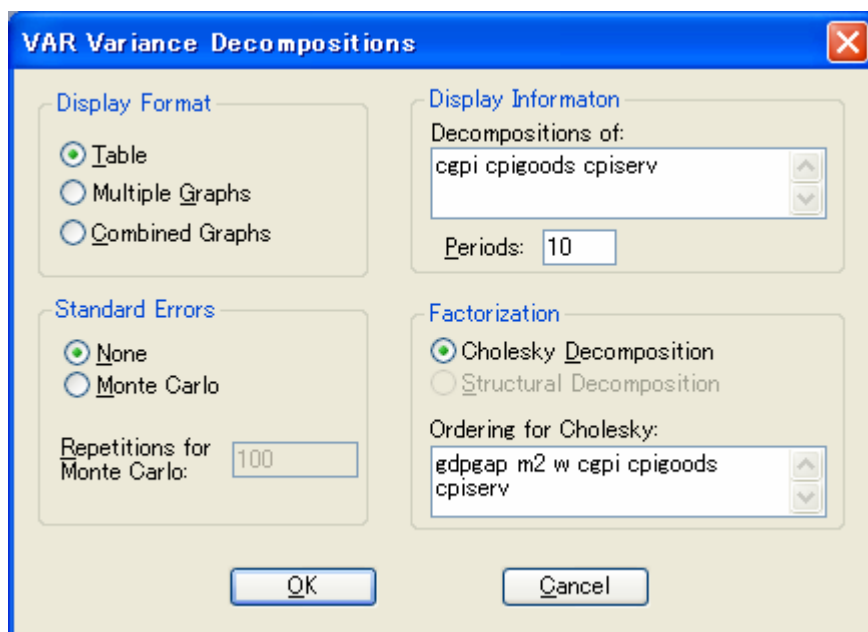 VAR Variance Decompositions
Display Format
Table
Multiple Graphs
Combined Graphs
Display Informaton
Decompositions of:
cgpi cpigoods cpiserv
Periods: 10
Standard Errors
None
Monte Carlo
Repetitions for
Monte Carlo: 100
Factorization
Cholesky Decomposition
Structural Decomposition
Ordering for Cholesky:
gdpgap m2 w cgpi cpigoods
cpiserv
OK
Cancel